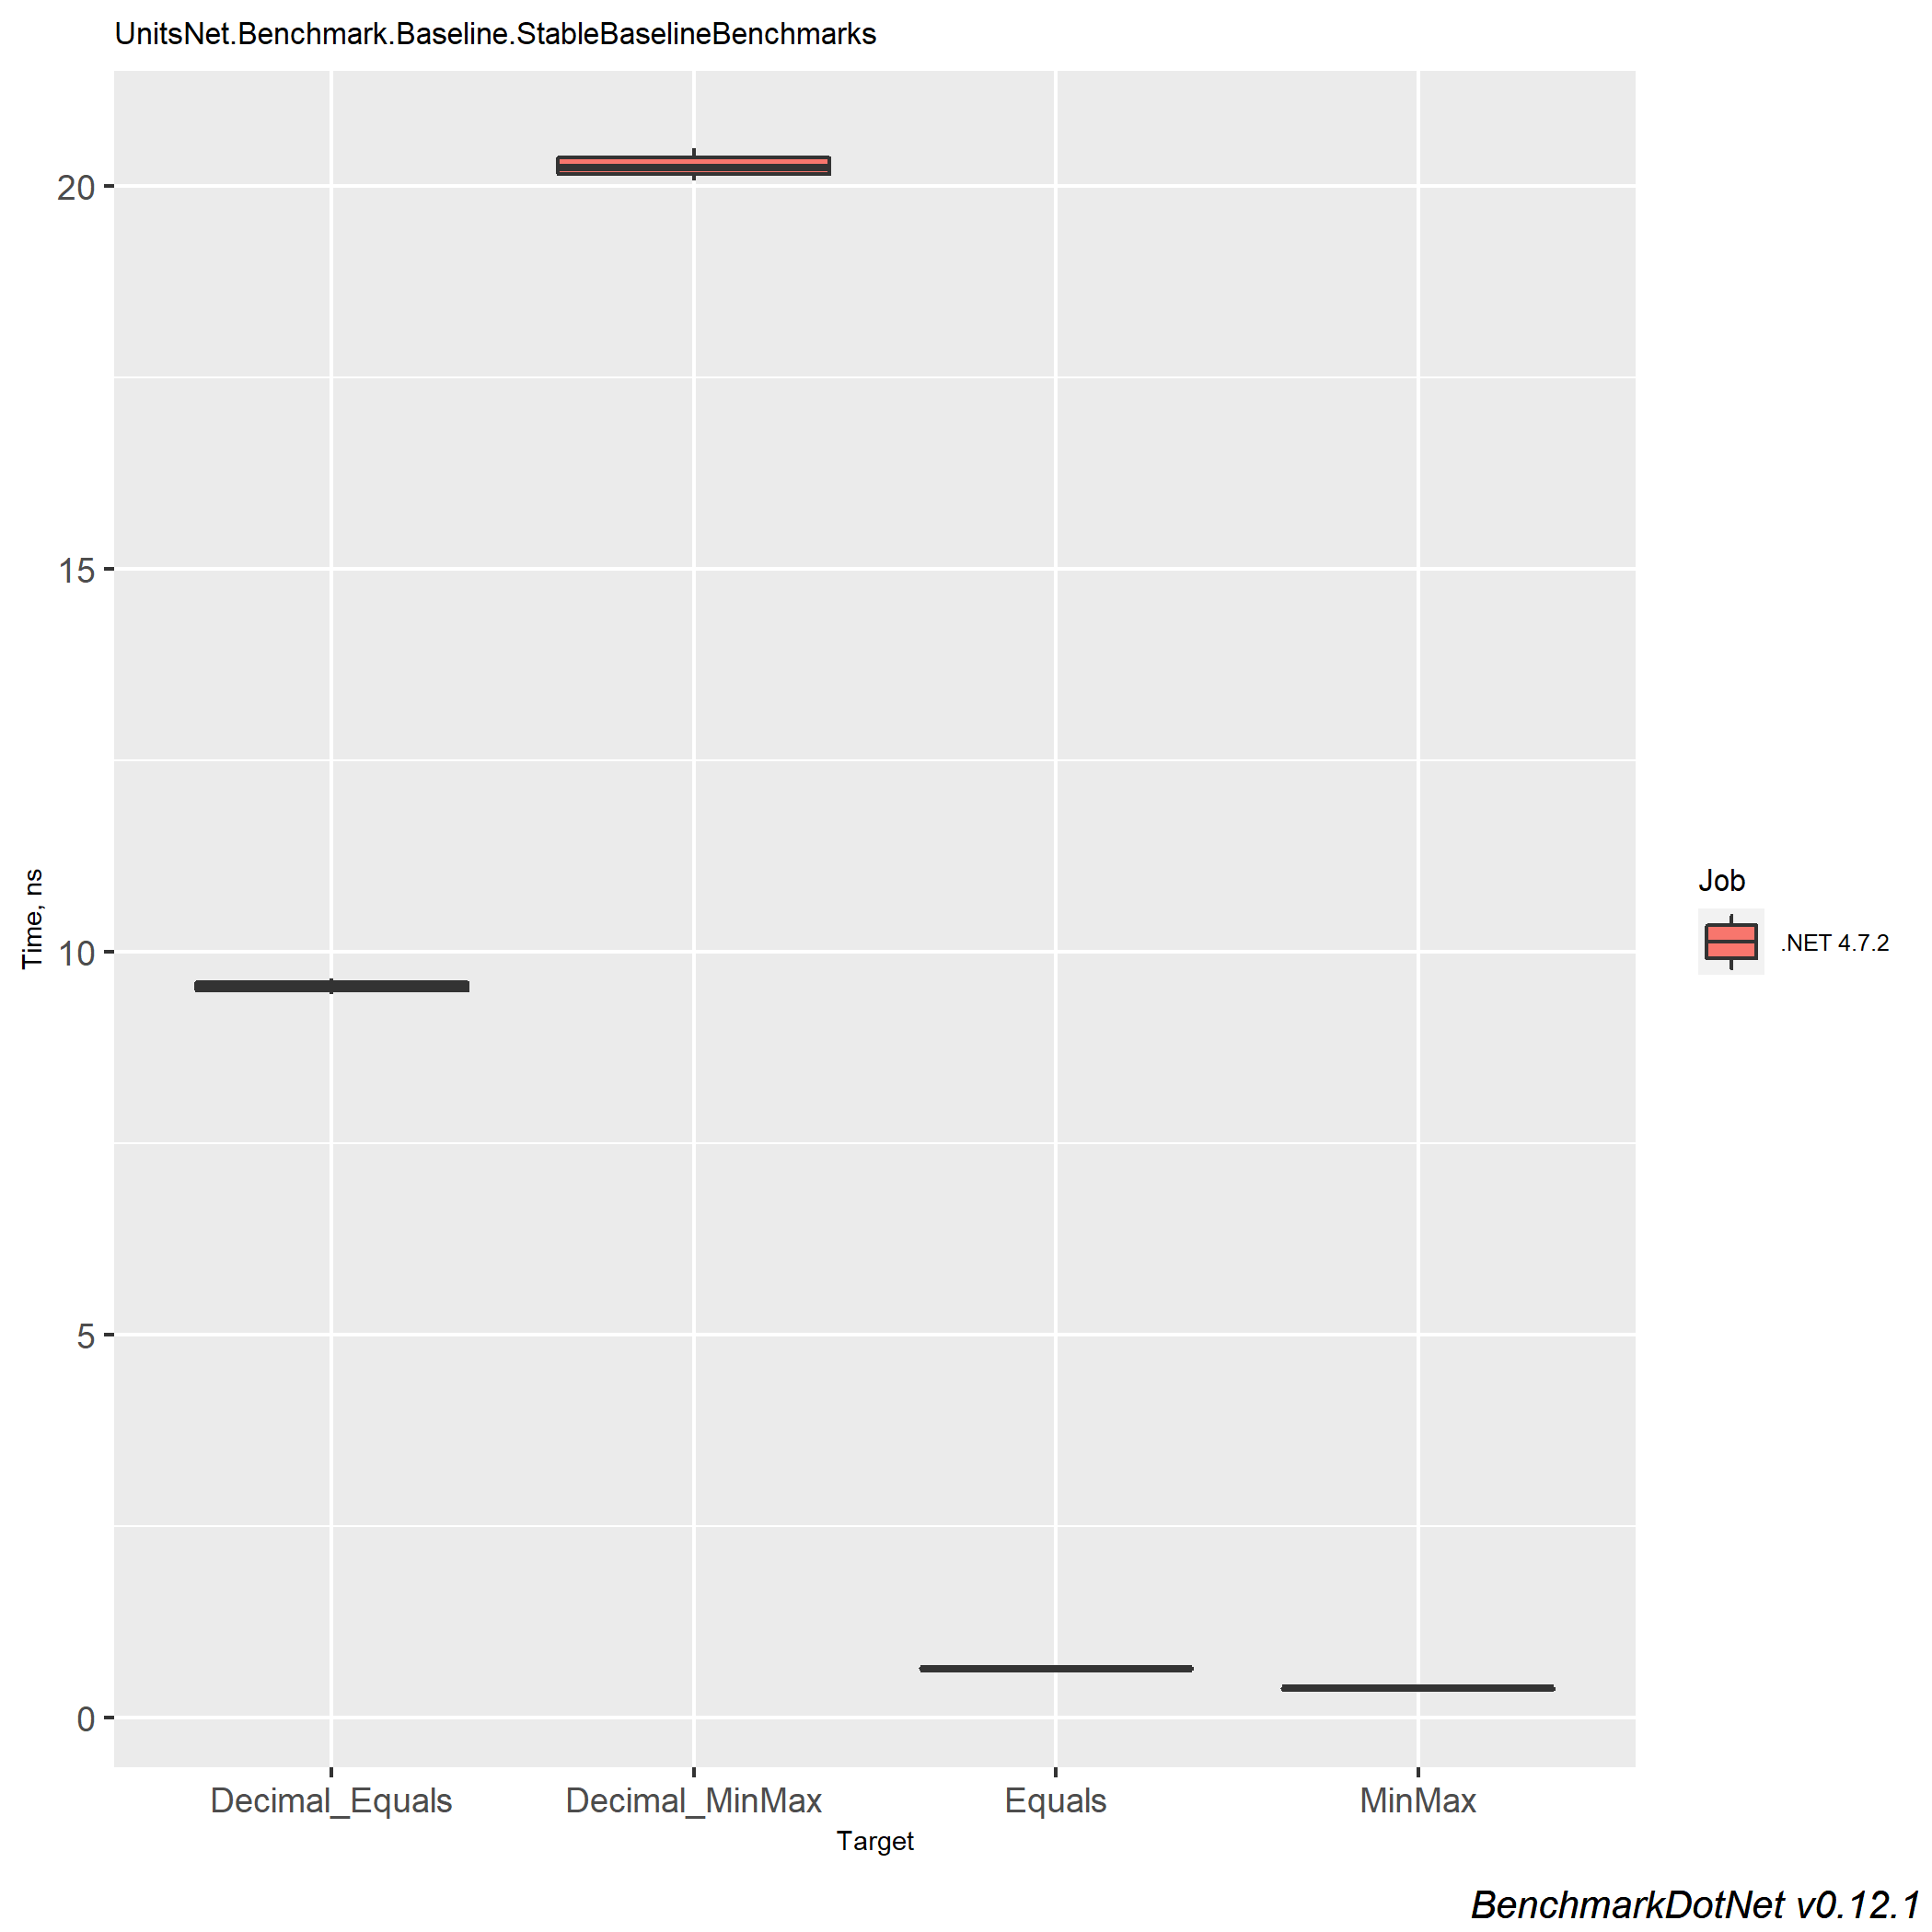 UnitsNet.Benchmark.Baseline.StableBaselineBenchmarks
20
15
10
5
0
Time, ns
Decimal_Equals Decimal_MinMax Equals MinMax
Target
Job
.NET 4.7.2
BenchmarkDotNet v0.12.1